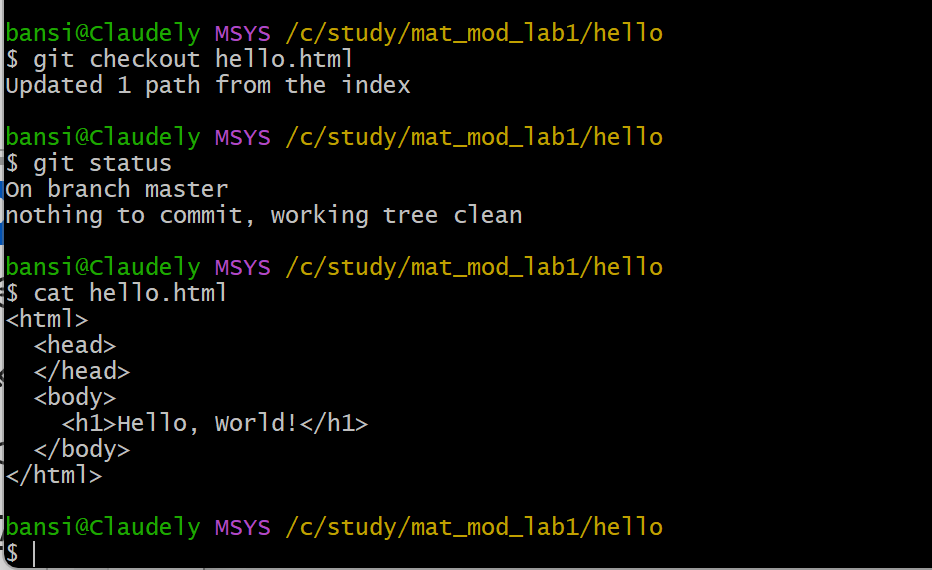 bansi@Claudely MSYS /c/study/mat_mod_lab1/hello
$ git checkout hello.html
Updated 1 path from the index
bansi@Claudely MSYS /c/study/mat_mod_lab1/hello
$ git status
On branch master
nothing to commit, working tree clean
bansi@Claudely MSYS /c/study/mat_mod_lab1/hello
$ cat hello.html
<html>
  <head>
  </head>
  <body>
    <h1>Hello, World!</h1>
  </body>
</html>
bansi@Claudely MSYS /c/study/mat_mod_lab1/hello
$